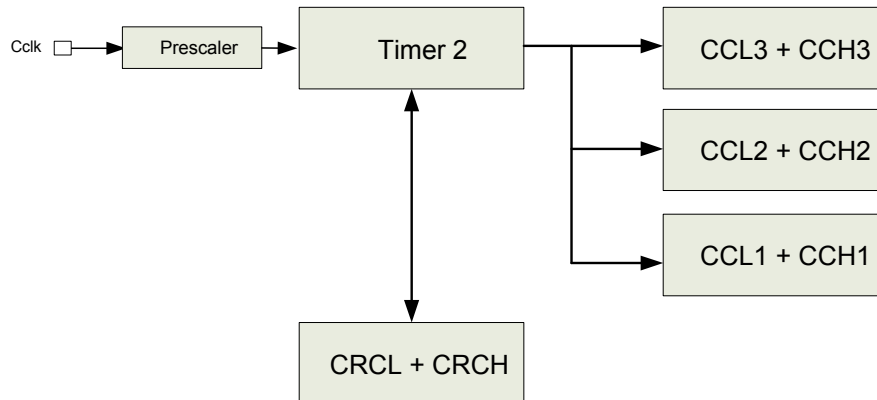 Cclk
Prescaler
Timer 2
CCL3 + CCH3
CCL2 + CCH2
CCL1 + CCH1
CRCL + CRCH